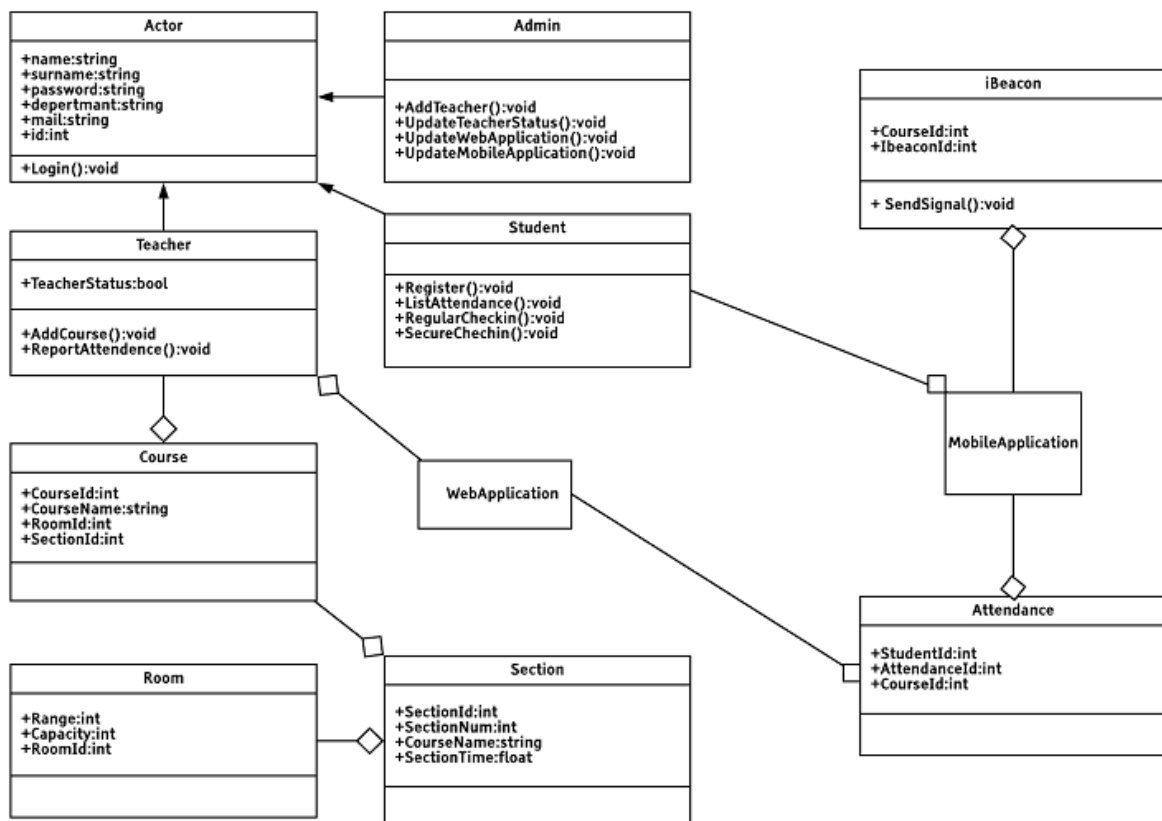 Actor
+name:string
+surname:string
+password:string
+depertmant:string
+mail:string
+id:int
+Login():void
Admin
+AddTeacher():void
+UpdateTeacherStatus():void
+UpdateWebApplication():void
+UpdateMobileApplication():void
iBeacon
+CourseId:int
+IbeaconId:int
+ SendSignal():void
Teacher
+TeacherStatus:bool
+AddCourse():void
+ReportAttendence():void
Student
+Register():void
+ListAttendance():void
+RegularCheckin():void
+SecureChechin():void
MobileApplication
Course
+CourseId:int
+CourseName:string
+RoomId:int
+SectionId:int
WebApplication
Attendance
+StudentId:int
+AttendanceId:int
+CourseId:int
Room
+Range:int
+Capacity:int
+RoomId:int
Section
+SectionId:int
+SectionNum:int
+CourseName:string
+SectionTime:float